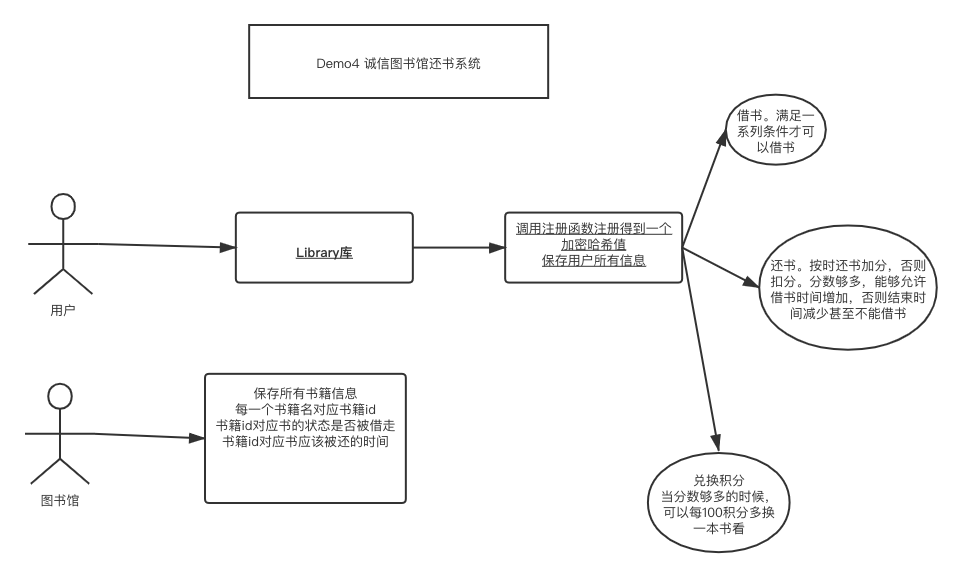 Demo4 诚信图书馆还书系统
借书。满足一
系列条件才可
以借书
Library库
调用注册函数注册得到一个
加密哈希值
保存用户所有信息
还书。按时还书加分，否则
扣分。分数够多，能够允许
借书时间增加，否则结束时
间减少甚至不能借书
用户
保存所有书籍信息
每一个书籍名对应书籍id
书籍id对应书的状态是否被借走
书籍id对应书应该被还的时间
图书馆
兑换积分
当分数够多的时候，
可以每100积分多换
一本书看